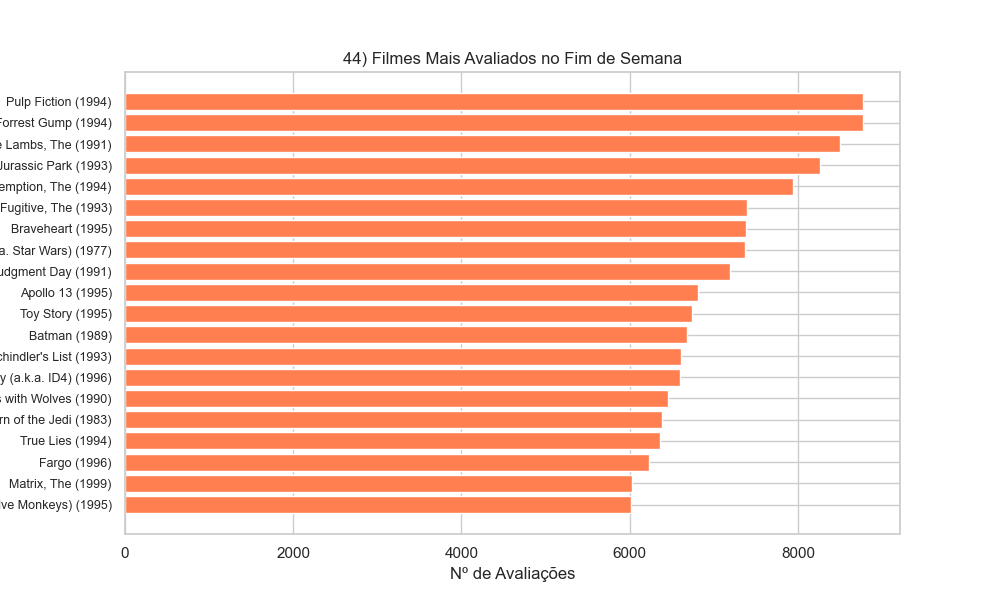 44) Filmes Mais Avaliados no Fim de Semana
Pulp Fiction (1994)
Forrest Gump (1994)
Lambs, The (1991)
Jurassic Park (1993)
emption, The (1994)
Fugitive, The (1993)
Braveheart (1995)
a. Star Wars) (1977)
udgment Day (1991)
Apollo 13 (1995)
Toy Story (1995)
Batman (1989)
chindler's List (1993)
y (a.k.a. ID4) (1996)
s with Wolves (1990)
rn of the Jedi (1983)
True Lies (1994)
Fargo (1996)
Matrix, The (1999)
lve Monkeys) (1995)
0 2000 4000 6000 8000
Nº de Avaliações